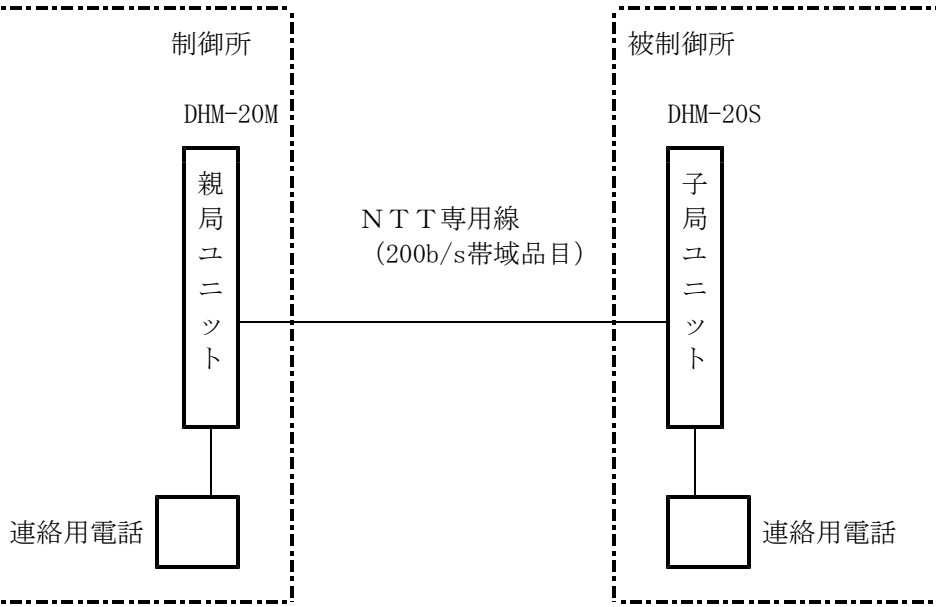 制御所
被制御所
DHM-20M
DHM-20S
親局ユニット
子局ユニット
ＮＴＴ専用線
(200b/s帯域品目)
連絡用電話
連絡用電話